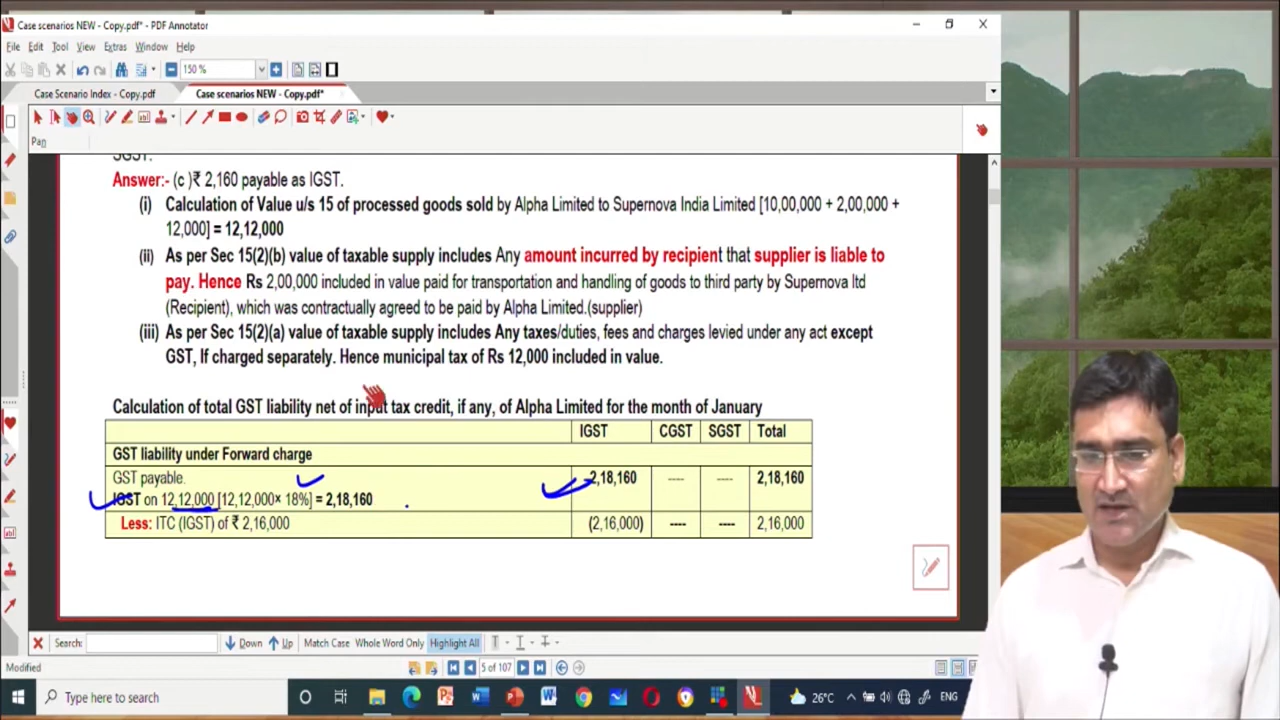 Case scenarios NEW - Copy.pdf* - PDF Annotator
File Edit Tool View Extras Window Help
150 %
Case Scenario Index - Copy.pdf Case scenarios NEW - Copy.pdf*
Pan
SGST.
Answer:- (c )₹ 2,160 payable as IGST.
(i) Calculation of Value u/s 15 of processed goods sold by Alpha Limited to Supernova India Limited [10,00,000 + 2,00,000 +
12,000] = 12,12,000
(ii) As per Sec 15(2)(b) value of taxable supply includes Any amount incurred by recipient that supplier is liable to
pay. Hence Rs 2,00,000 included in value paid for transportation and handling of goods to third party by Supernova ltd
(Recipient), which was contractually agreed to be paid by Alpha Limited.(supplier)
(iii) As per Sec 15(2)(a) value of taxable supply includes Any taxes/duties, fees and charges levied under any act except
GST, If charged separately. Hence municipal tax of Rs 12,000 included in value.
Calculation of total GST liability net of input tax credit, if any, of Alpha Limited for the month of January
IGST CGST SGST Total
GST liability under Forward charge
GST payable. 2,18,160 ---- ---- 2,18,160
IGST on 12,12,000 [12,12,000× 18%] = 2,18,160
Less: ITC (IGST) of ₹ 2,16,000 (2,16,000) ---- ---- 2,16,000
Search: Down Up Match Case Whole Word Only Highlight All
Modified 5 of 107
Type here to search 26°C ENG